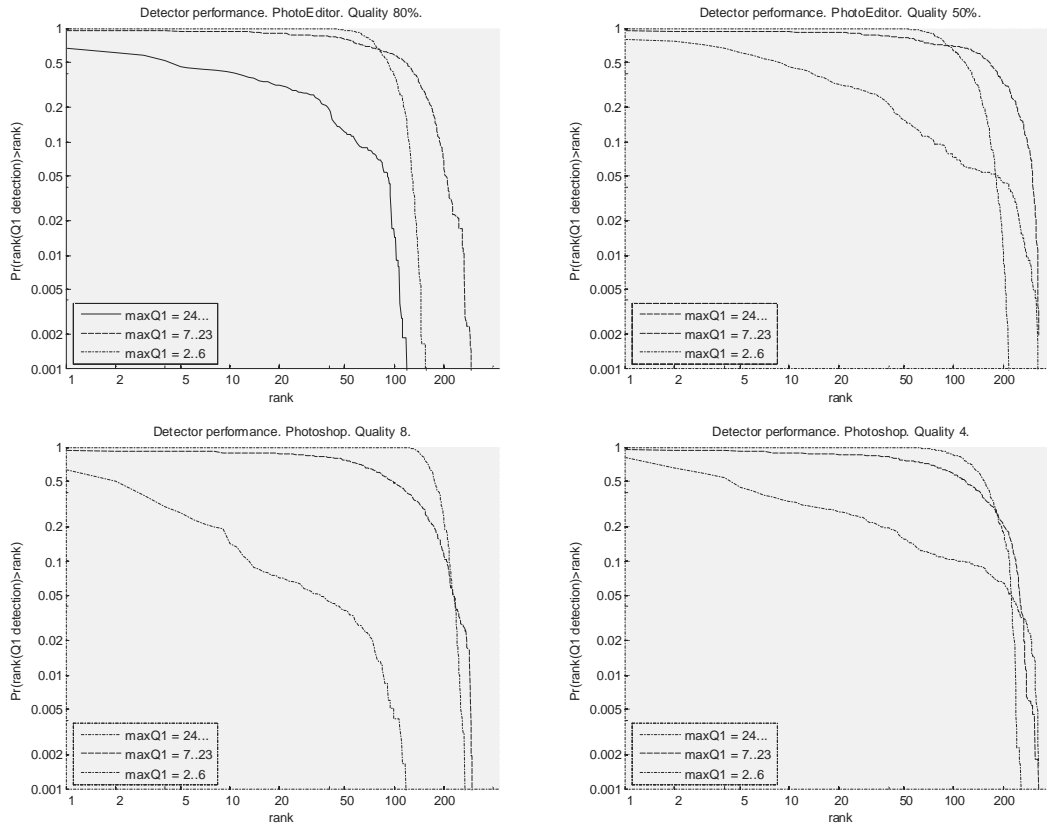 Detector performance. PhotoEditor. Quality 80%.
1
0.5
0.2
0.1
0.05
0.02
0.01
0.005
0.002
0.001
Pr(rank(Q1 detection)>rank)
maxQ1 = 24...
maxQ1 = 7..23
maxQ1 = 2..6
1 2 5 10 20 50 100 200
rank
Detector performance. PhotoEditor. Quality 50%.
1
0.5
0.2
0.1
0.05
0.02
0.01
0.005
0.002
0.001
Pr(rank(Q1 detection)>rank)
maxQ1 = 24...
maxQ1 = 7..23
maxQ1 = 2..6
1 2 5 10 20 50 100 200
rank
Detector performance. Photoshop. Quality 8.
1
0.5
0.2
0.1
0.05
0.02
0.01
0.005
0.002
0.001
Pr(rank(Q1 detection)>rank)
maxQ1 = 24...
maxQ1 = 7..23
maxQ1 = 2..6
1 2 5 10 20 50 100 200
rank
Detector performance. Photoshop. Quality 4.
1
0.5
0.2
0.1
0.05
0.02
0.01
0.005
0.002
0.001
Pr(rank(Q1 detection)>rank)
maxQ1 = 24...
maxQ1 = 7..23
maxQ1 = 2..6
1 2 5 10 20 50 100 200
rank